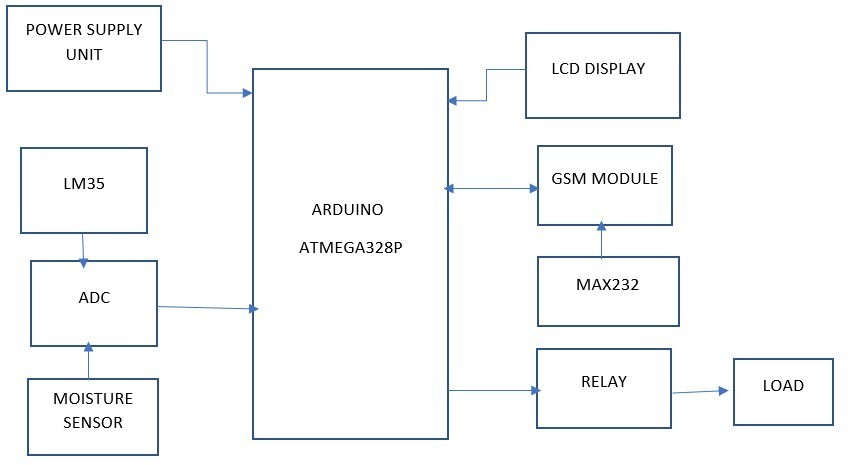 POWER SUPPLY
UNIT
LCD DISPLAY
LM35
GSM MODULE
ARDUINO
ATMEGA328P
ADC
MAX232
MOISTURE
SENSOR
RELAY
LOAD